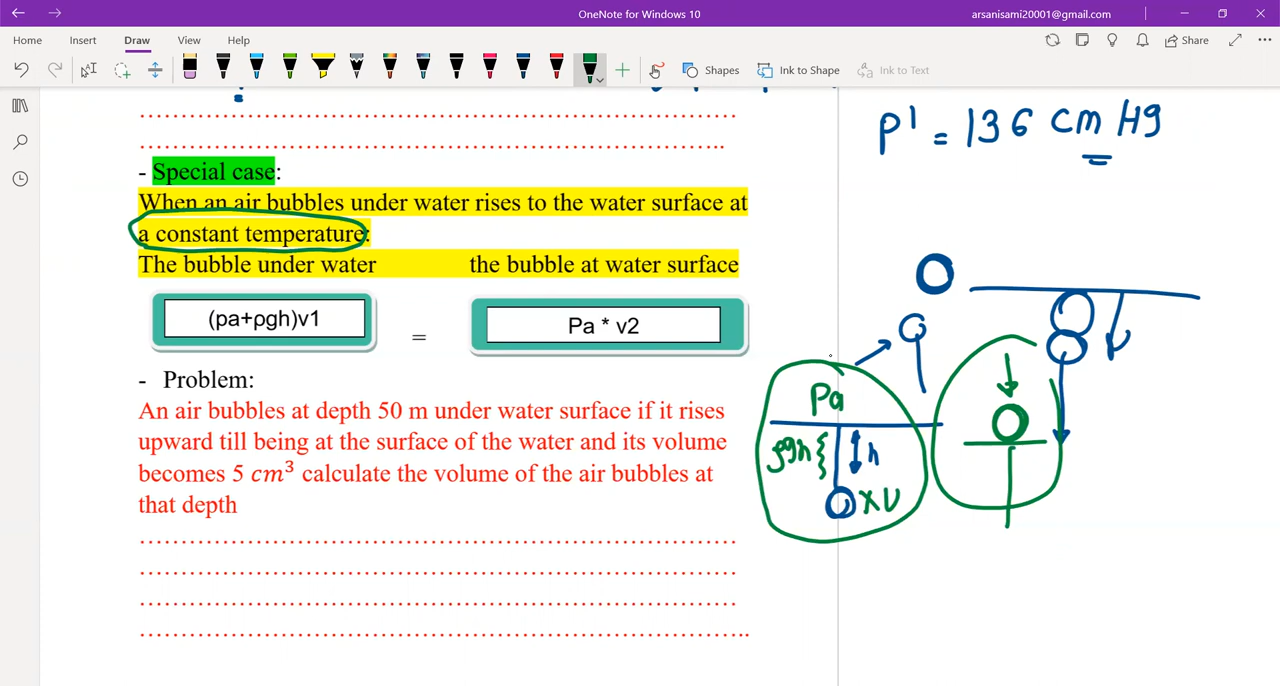 OneNote for Windows 10
arsanisami20001@gmail.com
Home Insert Draw View Help
Share
Shapes Ink to Shape Ink to Text
P' = 136 cm Hg
- Special case:
When an air bubbles under water rises to the water surface at
a constant temperature:
The bubble under water the bubble at water surface
(pa+ρgh)v1 = Pa * v2
- Problem:
An air bubbles at depth 50 m under water surface if it rises
upward till being at the surface of the water and its volume
becomes 5 cm³ calculate the volume of the air bubbles at
that depth
Pa
ρgh { h
x V